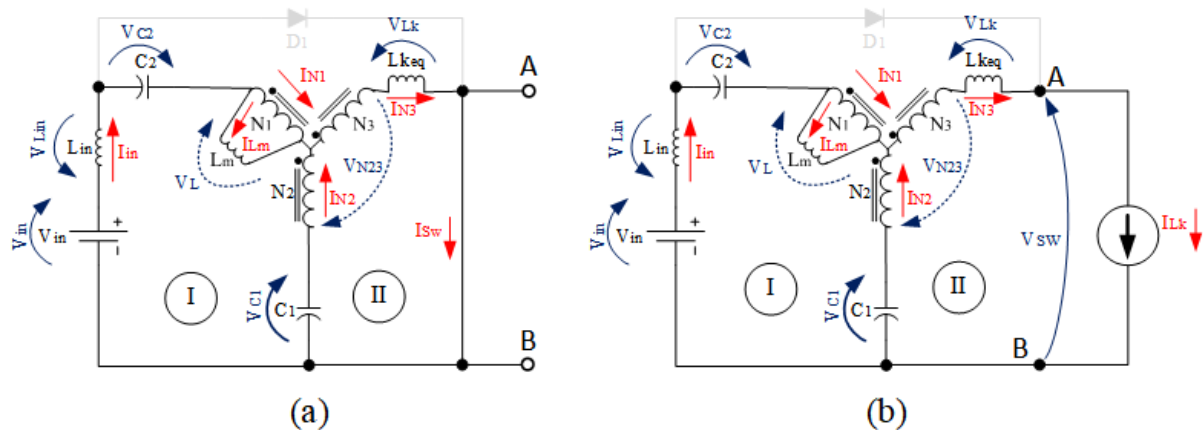 VC2
D1
VLk
C2
Lkeq
A
IN1
IN3
N1
N3
VLin
Lin
Iin
ILm
Lm
VL
VN23
N2
IN2
Vin
Vin
+
-
ISw
I
II
VC1
C1
B
(a)
VC2
D1
VLk
C2
Lkeq
A
IN1
IN3
N1
N3
VLin
Lin
Iin
ILm
Lm
VL
VN23
N2
IN2
Vin
Vin
+
-
VSW
ILk
I
II
VC1
C1
B
(b)